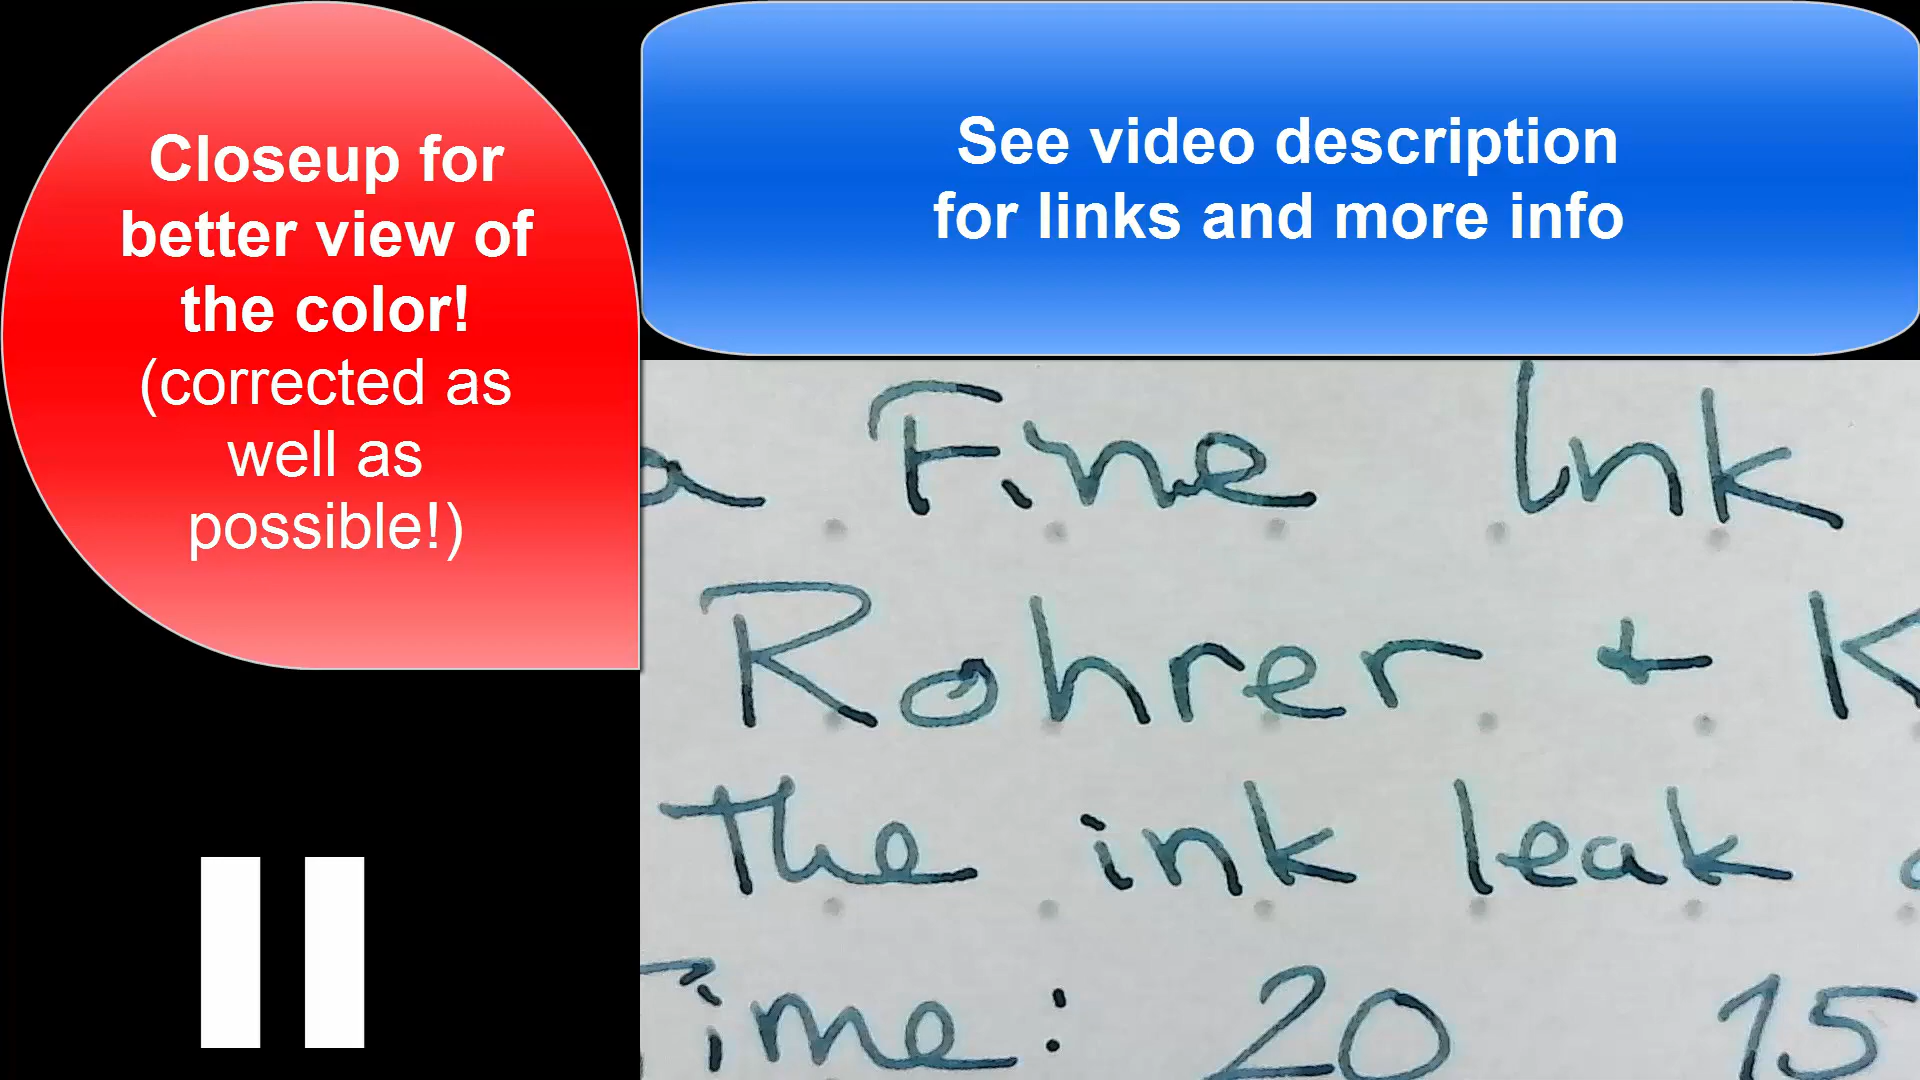 Closeup for
better view of
the color!
(corrected as
well as
possible!)
See video description
for links and more info
a Fine Ink
Rohrer + K
The ink leak
Time: 20 15